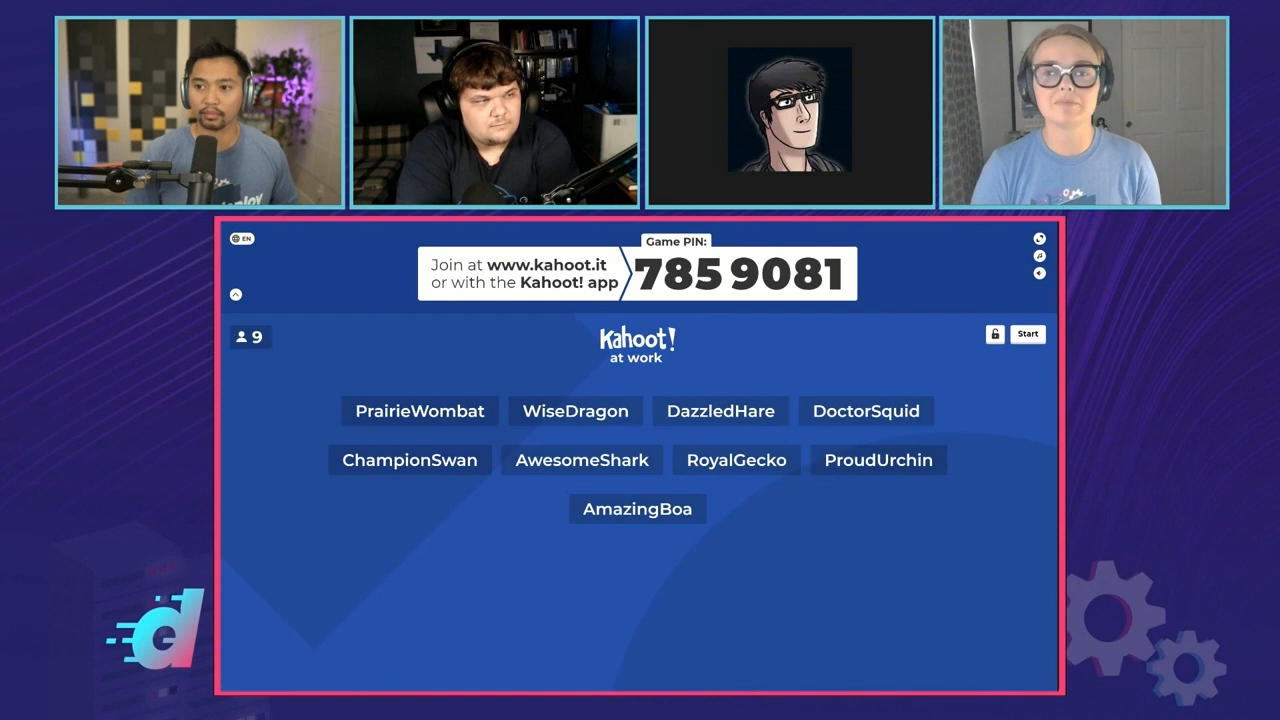 EN
Game PIN:
Join at www.kahoot.it
or with the Kahoot! app
785 9081
9
Kahoot!
at work
Start
PrairieWombat WiseDragon DazzledHare DoctorSquid
ChampionSwan AwesomeShark RoyalGecko ProudUrchin
AmazingBoa
d